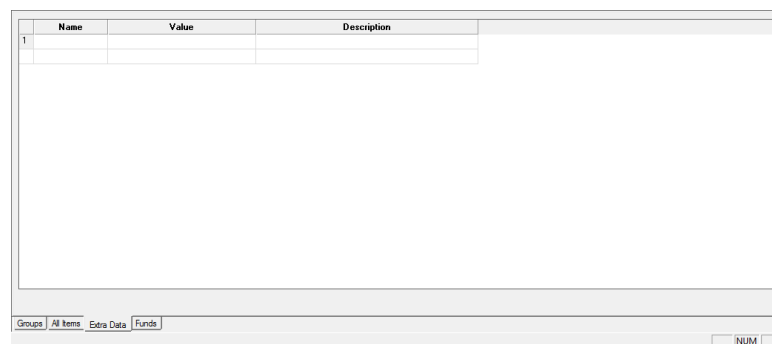 Name Value Description
1
Groups All Items Extra Data Funds
NUM